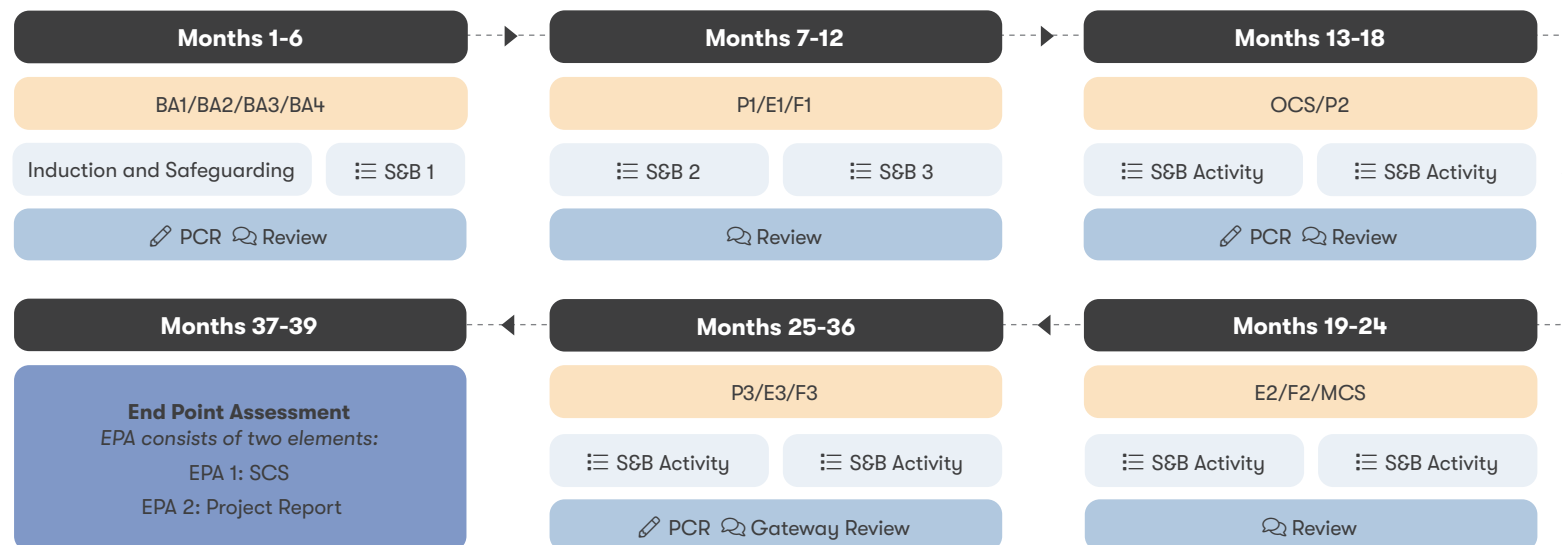 Months 1-6
Months 7-12
Months 13-18
BA1/BA2/BA3/BA4
P1/E1/F1
OCS/P2
Induction and Safeguarding
S&B 1
S&B 2
S&B 3
S&B Activity
S&B Activity
PCR Review
Review
PCR Review
Months 37-39
Months 25-36
Months 19-24
End Point Assessment
EPA consists of two elements:
EPA 1: SCS
EPA 2: Project Report
P3/E3/F3
E2/F2/MCS
S&B Activity
S&B Activity
S&B Activity
S&B Activity
PCR Gateway Review
Review